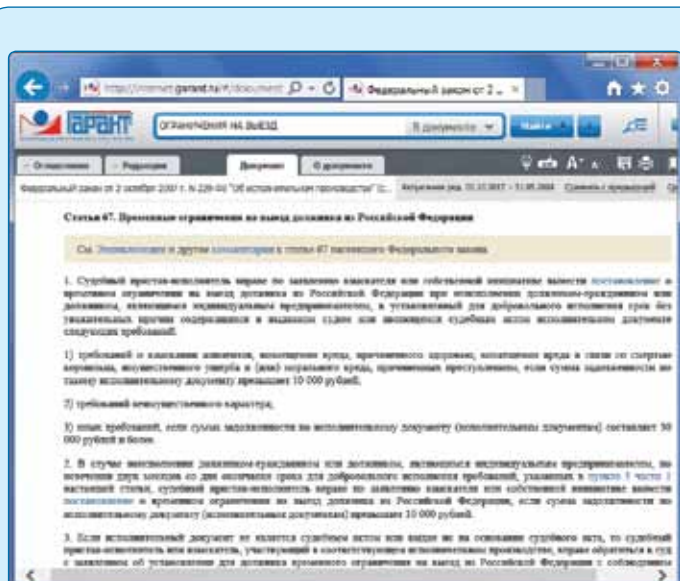 garant.ru
Федеральный закон от 2 ...
ГАРАНТ
ОГРАНИЧЕНИЯ НА ВЫЕЗД
В документе
Найти
Оглавление
Редакции
Документ
О документе
Федеральный закон от 2 октября 2007 г. N 229-ФЗ "Об исполнительном производстве" (с...
Сравнить с предыдущей
Статья 67. Временные ограничения на выезд должника из Российской Федерации
См. Энциклопедии и другие комментарии к статье 67 настоящего Федерального закона
1. Судебный пристав-исполнитель вправе по заявлению взыскателя или собственной инициативе вынести постановление о
временном ограничении на выезд должника из Российской Федерации при неисполнении должником-гражданином или
должником, являющимся индивидуальным предпринимателем, в установленный для добровольного исполнения срок без
уважительных причин содержащихся в выданном судом или являющемся судебным актом исполнительном документе
следующих требований:
1) требований о взыскании алиментов, возмещении вреда, причиненного здоровью, возмещении вреда в связи со смертью
кормильца, имущественного ущерба и (или) морального вреда, причиненных преступлением, если сумма задолженности по
такому исполнительному документу превышает 10 000 рублей;
2) требований неимущественного характера;
3) иных требований, если сумма задолженности по исполнительному документу (исполнительным документам) составляет 30
000 рублей и более.
2. В случае неисполнения должником-гражданином или должником, являющимся индивидуальным предпринимателем, по
истечении двух месяцев со дня окончания срока для добровольного исполнения требований, указанных в пункте 3 части 1
настоящей статьи, судебный пристав-исполнитель вправе по заявлению взыскателя или собственной инициативе вынести
постановление о временном ограничении на выезд должника из Российской Федерации, если сумма задолженности по
исполнительному документу (исполнительным документам) превышает 10 000 рублей.
3. Если исполнительный документ не является судебным актом или выдан не на основании судебного акта, то судебный
пристав-исполнитель или взыскатель, участвующий в соответствующем исполнительном производстве, вправе обратиться в суд
с заявлением об установлении для должника временного ограничения на выезд из Российской Федерации с соблюдением